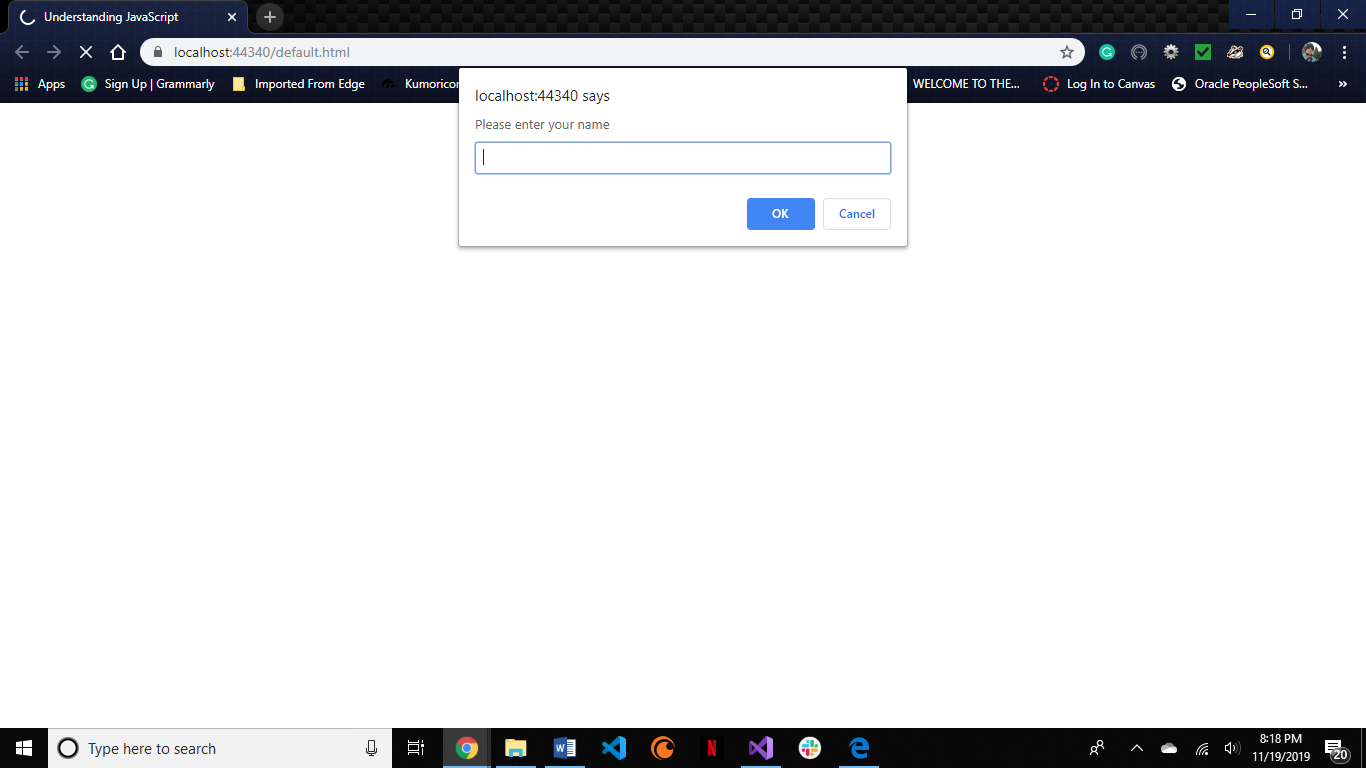 Understanding JavaScript
localhost:44340/default.html
Apps Sign Up | Grammarly Imported From Edge Kumoricon WELCOME TO THE... Log In to Canvas Oracle PeopleSoft S... »
localhost:44340 says
Please enter your name
OK Cancel
Type here to search
8:18 PM
11/19/2019
20